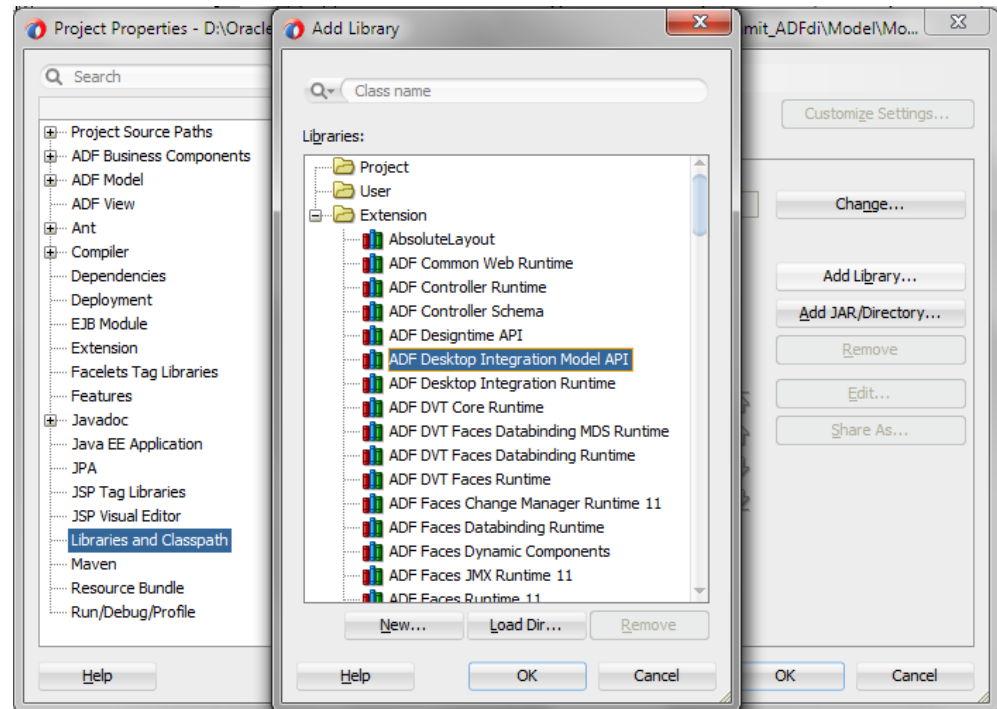 Project Properties - D:\Oracle
Search
Project Source Paths
ADF Business Components
ADF Model
ADF View
Ant
Compiler
Dependencies
Deployment
EJB Module
Extension
Facelets Tag Libraries
Features
Javadoc
Java EE Application
JPA
JSP Tag Libraries
JSP Visual Editor
Libraries and Classpath
Maven
Resource Bundle
Run/Debug/Profile
Help
Add Library
Class name
Libraries:
Project
User
Extension
AbsoluteLayout
ADF Common Web Runtime
ADF Controller Runtime
ADF Controller Schema
ADF Designtime API
ADF Desktop Integration Model API
ADF Desktop Integration Runtime
ADF DVT Core Runtime
ADF DVT Faces Databinding MDS Runtime
ADF DVT Faces Databinding Runtime
ADF DVT Faces Runtime
ADF Faces Change Manager Runtime 11
ADF Faces Databinding Runtime
ADF Faces Dynamic Components
ADF Faces JMX Runtime 11
ADF Faces Runtime 11
New... Load Dir... Remove
Help OK Cancel
mit_ADFdi\Model\Mo...
Customize Settings...
Change...
Add Library...
Add JAR/Directory...
Remove
Edit...
Share As...
OK Cancel